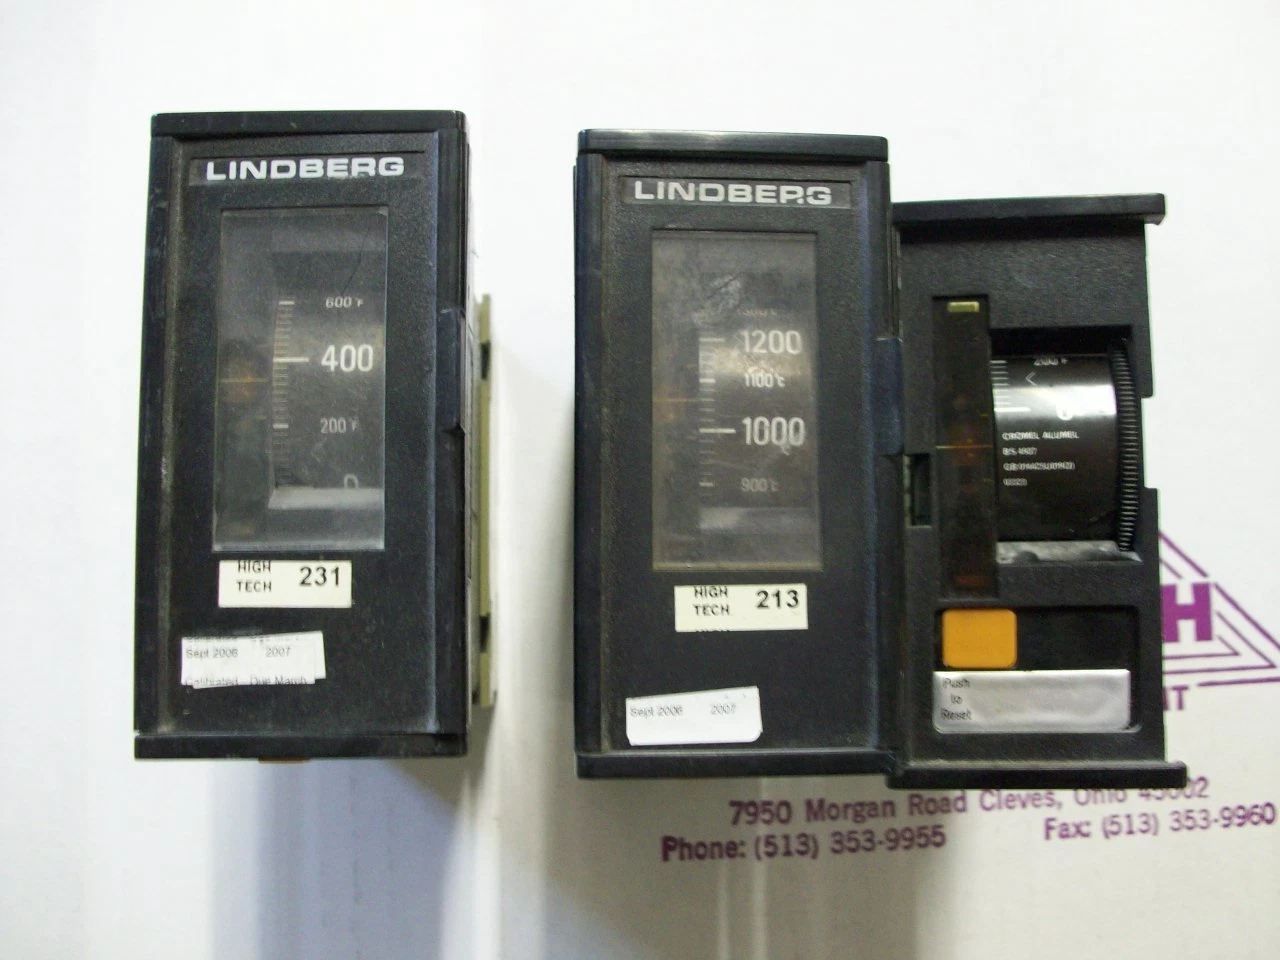 LINDBERG
600°F
400
200°F
0
HIGH TECH 231
Sept 2006 2007
Calibrated Due March
LINDBERG
1200
1100°C
1000
900°C
HIGH TECH 213
Sept 2006 2007
CROMEL ALUMEL
Push
to
Reset
H
7950 Morgan Road Cleves, Ohio 45002
Phone: (513) 353-9955 Fax: (513) 353-9960